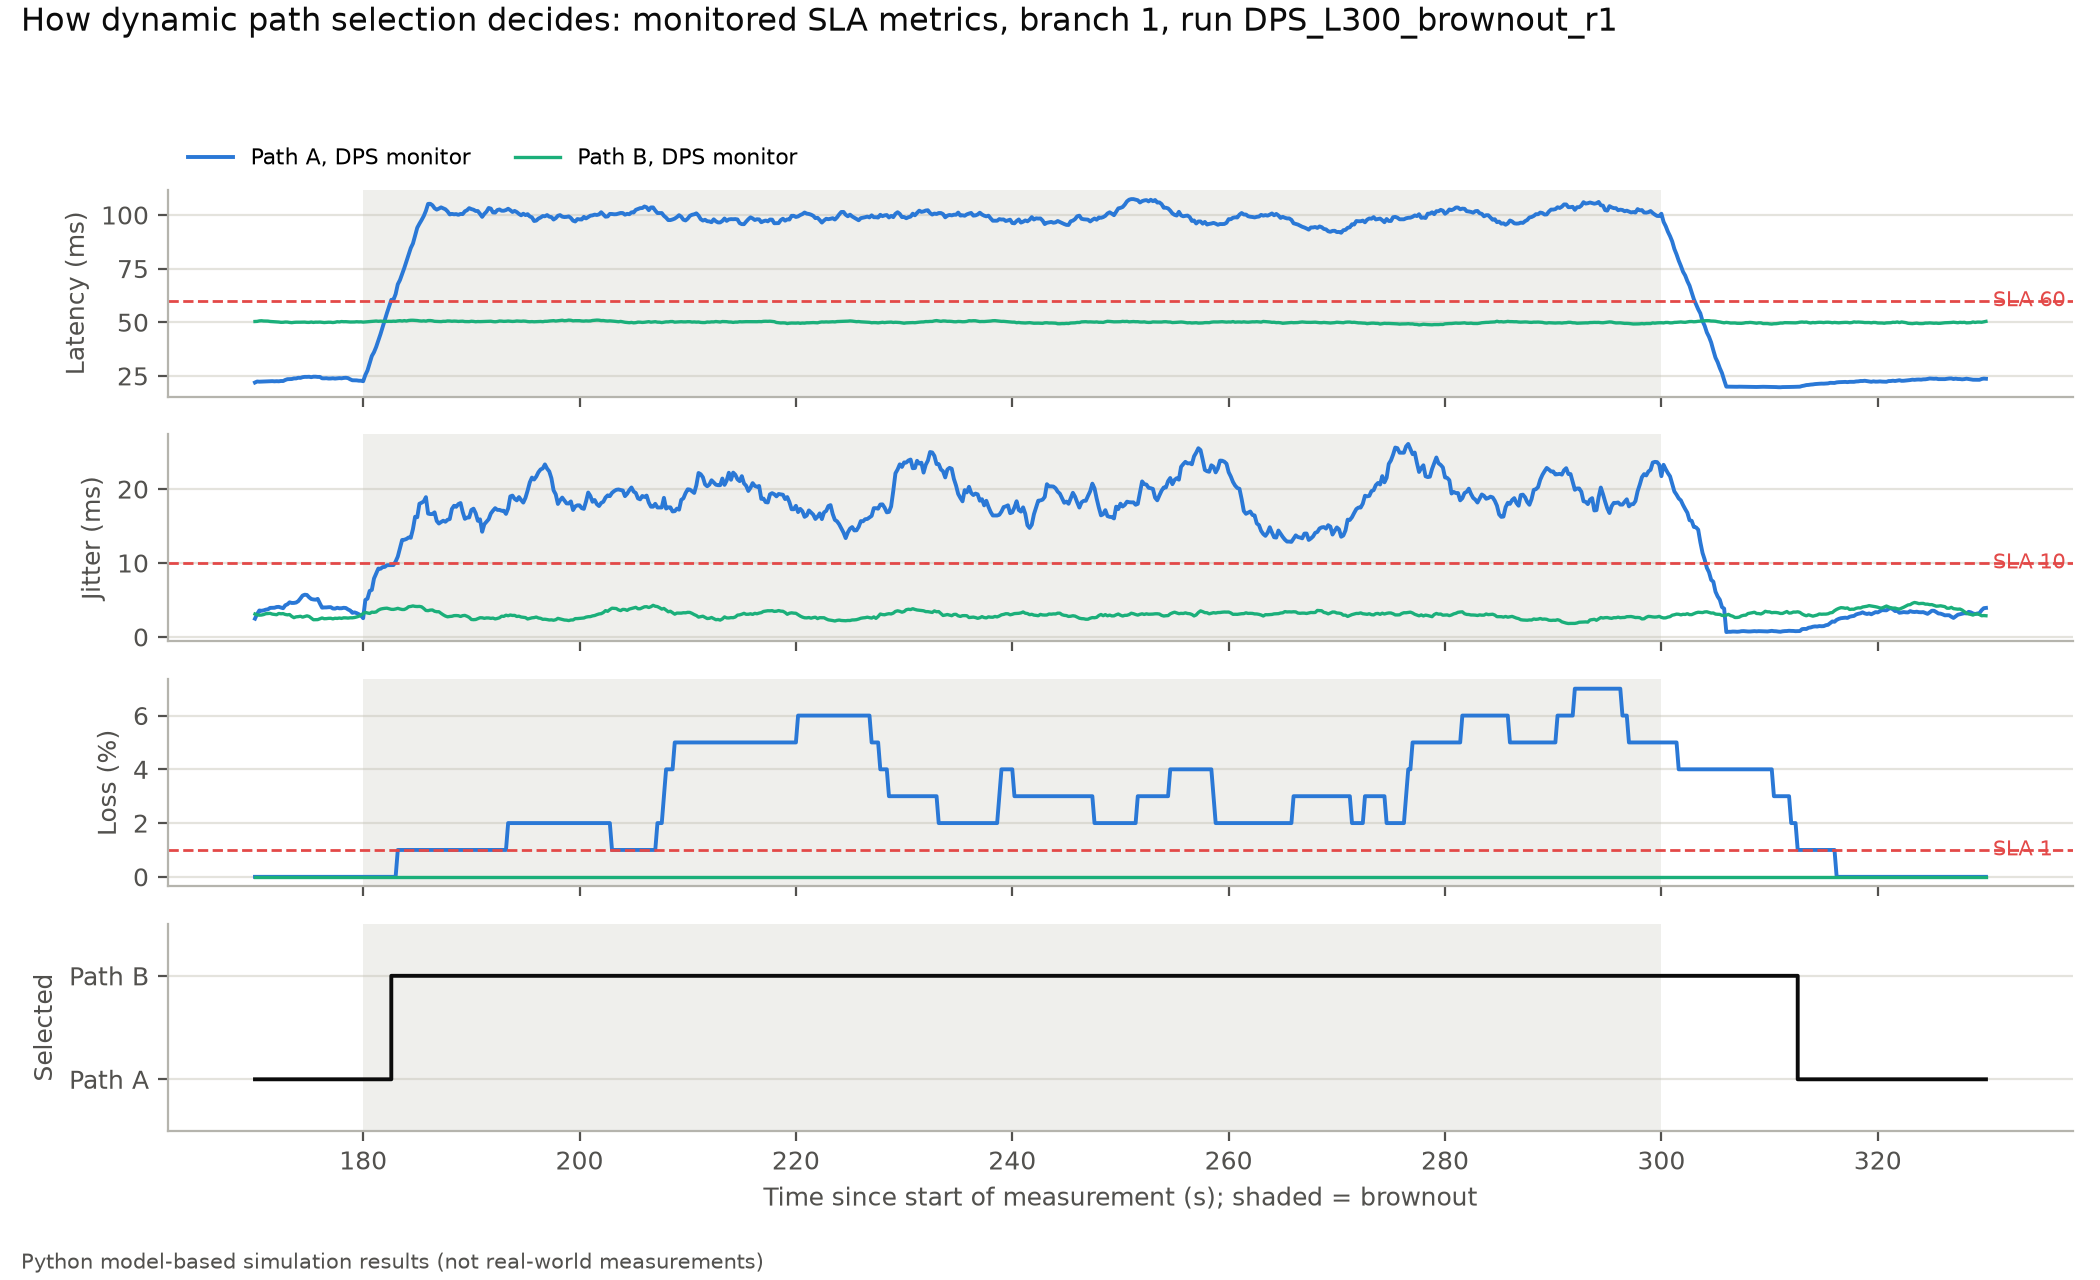 How dynamic path selection decides: monitored SLA metrics, branch 1, run DPS_L300_brownout_r1
Path A, DPS monitor
Path B, DPS monitor
Latency (ms)
100
75
50
25
SLA 60
Jitter (ms)
20
10
0
SLA 10
Loss (%)
6
4
2
0
SLA 1
Selected
Path B
Path A
180
200
220
240
260
280
300
320
Time since start of measurement (s); shaded = brownout
Python model-based simulation results (not real-world measurements)